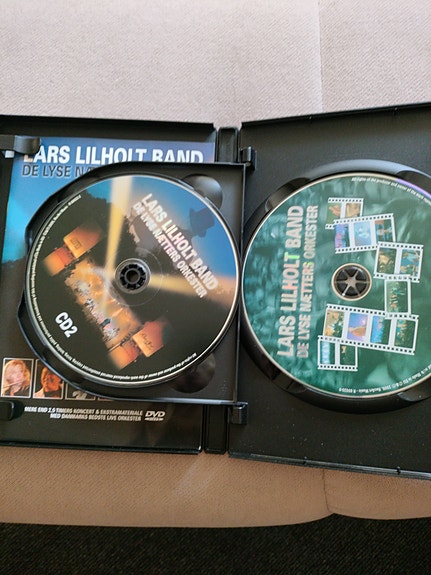 LARS LILHOLT BAND
DE LYSE NÆ
LARS LILHOLT BAND
DE LYSE NÆTTERS ORKESTER
CD2
MERE END 2,5 TIMERS KONCERT & EKSTRAMATERIALE
MED DANMARKS BEDSTE LIVE ORKESTER
DVD
LARS LILHOLT BAND
DE LYSE NÆTTERS ORKESTER